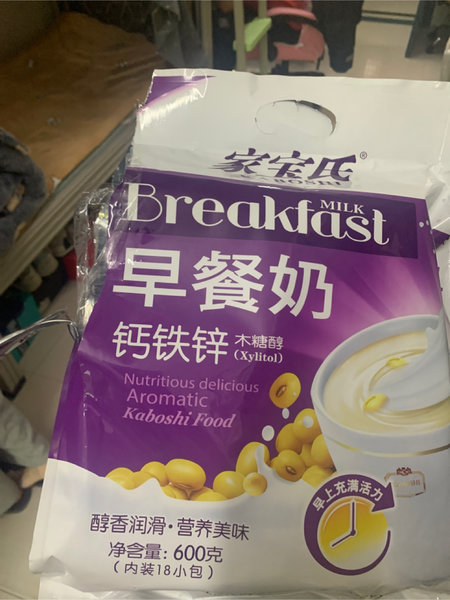 家宝氏®
MILK
Breakfast
早餐奶
钙铁锌 木糖醇
(Xylitol)
Nutritious delicious
Aromatic
Kaboshi Food
早上充满活力
醇香润滑·营养美味
净含量: 600克
(内装18小包)